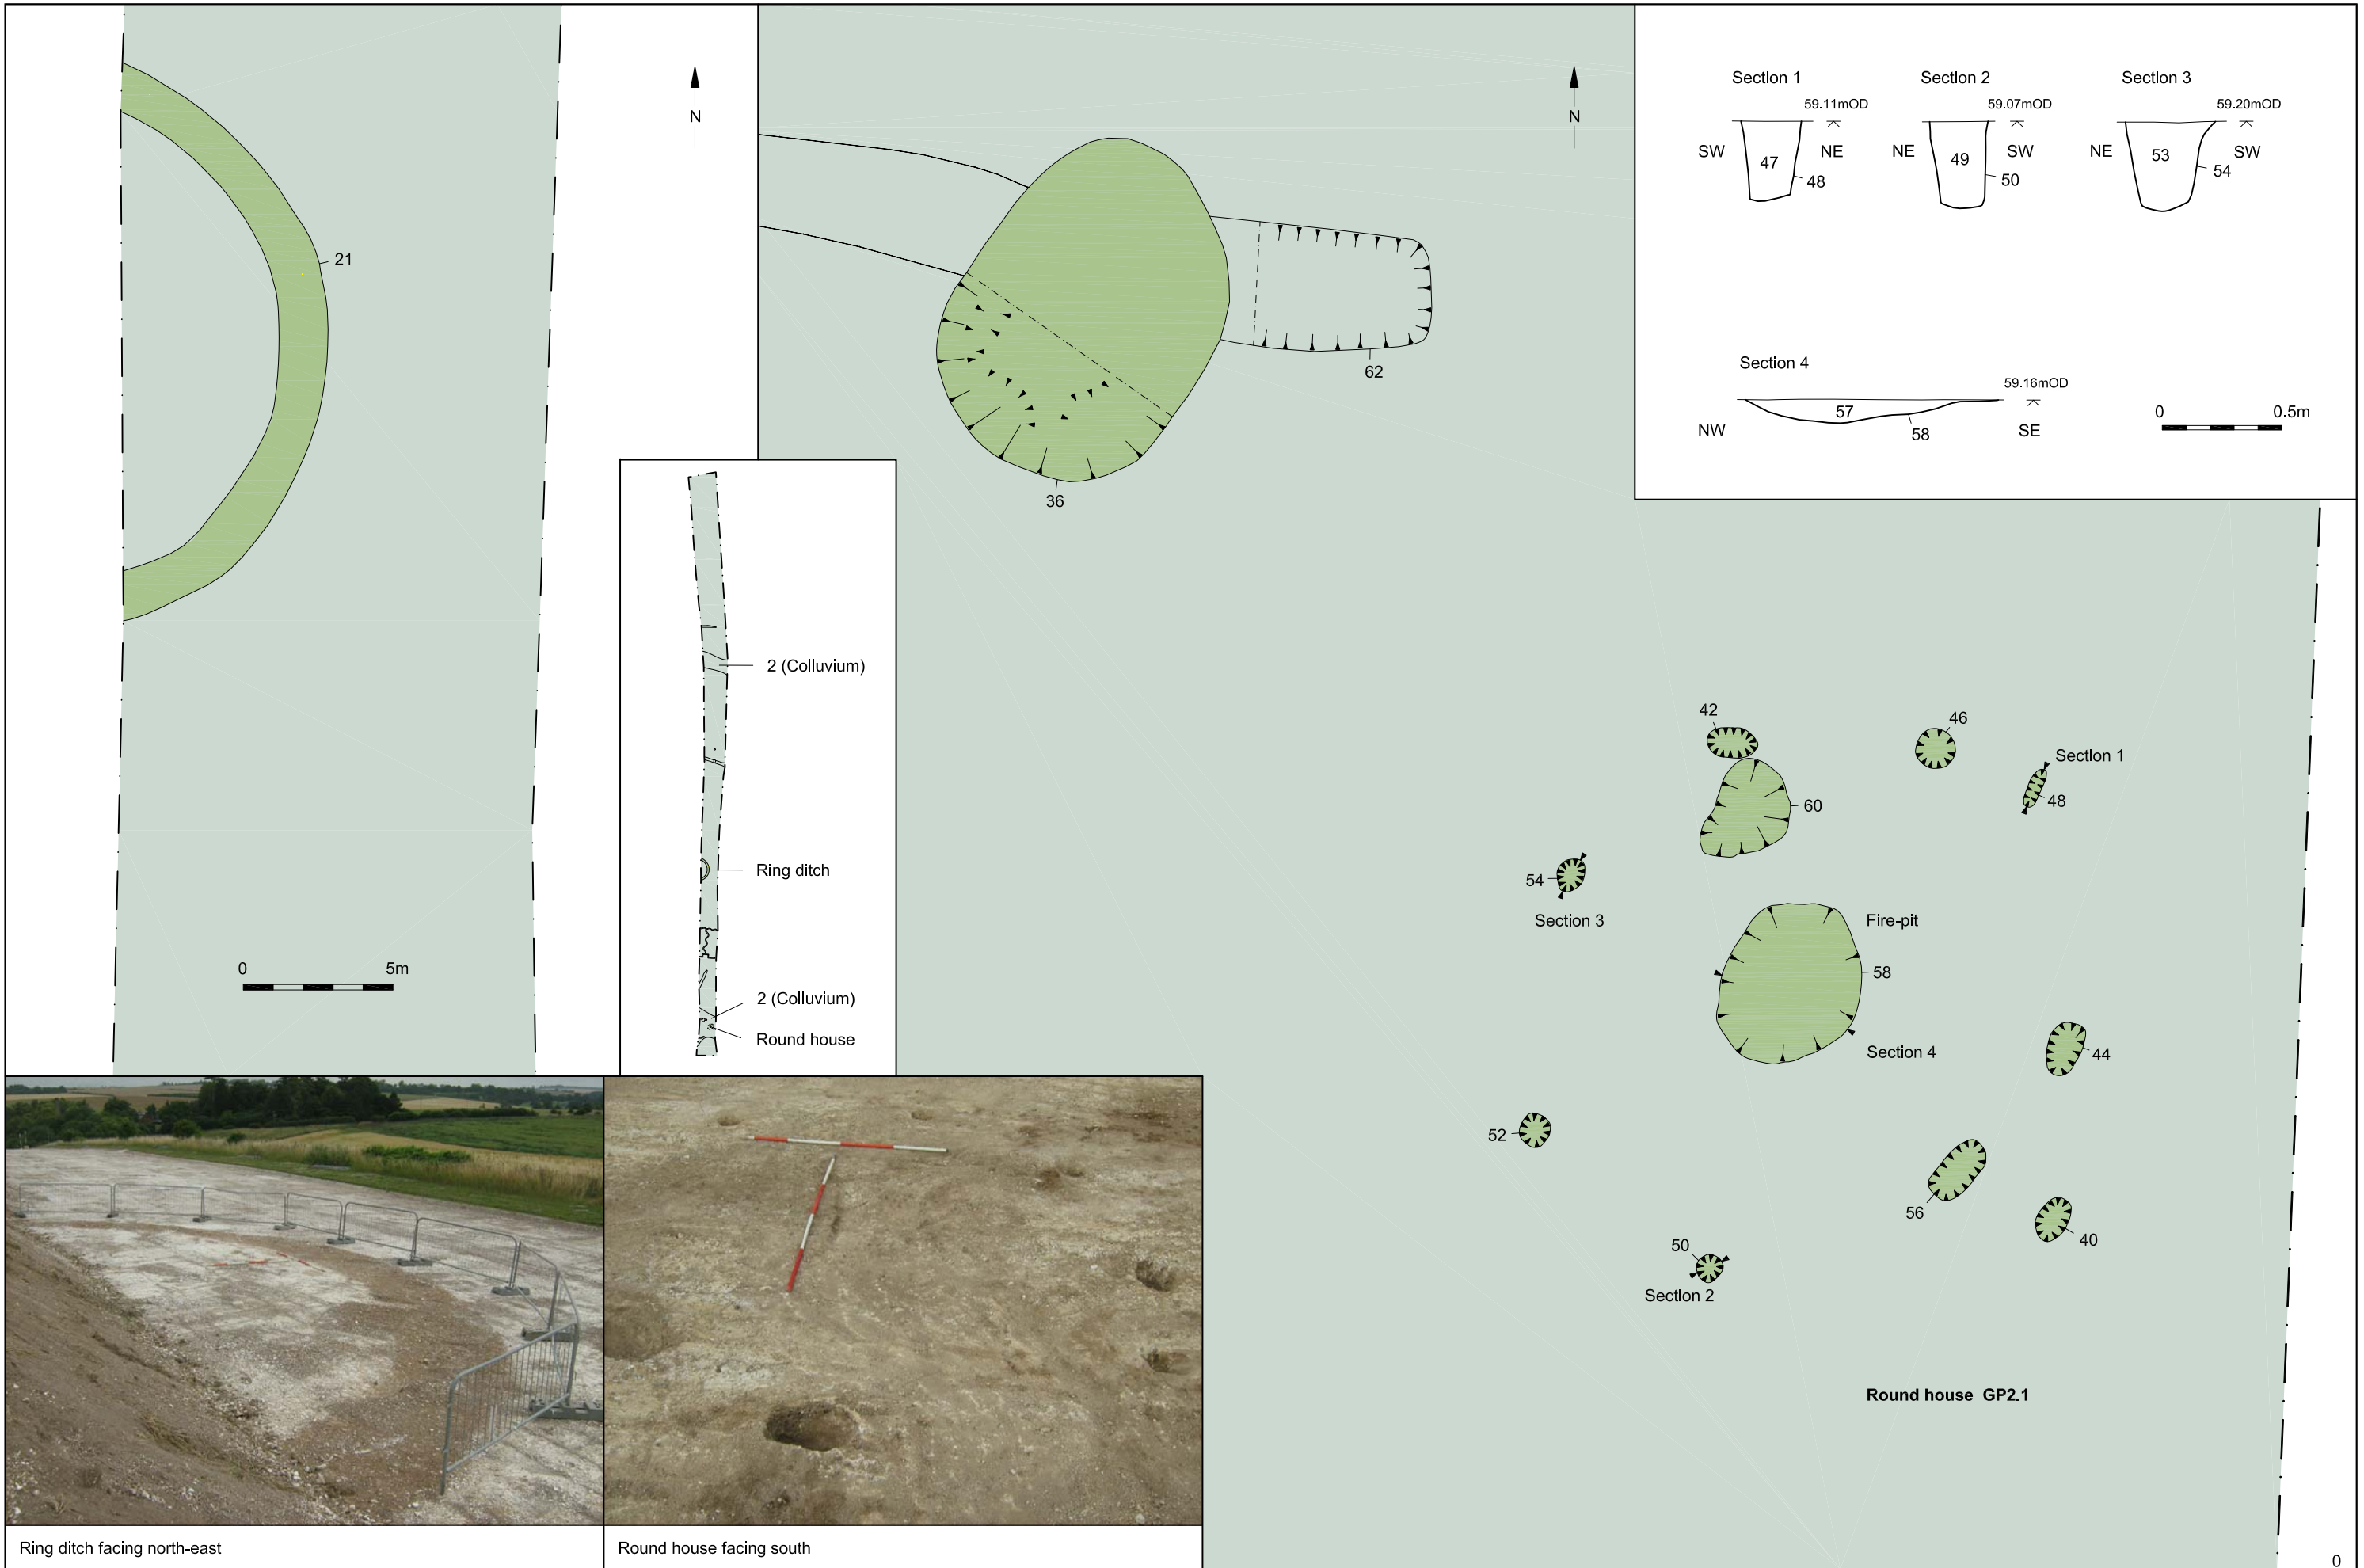 N
21
0 5m
2 (Colluvium)
Ring ditch
2 (Colluvium)
Round house
N
62
36
Section 1
59.11mOD
SW
47
NE
48
Section 2
59.07mOD
NE
49
SW
50
Section 3
59.20mOD
NE
53
SW
54
Section 4
59.16mOD
57
NW
58
SE
0 0.5m
42
46
Section 1
48
60
54
Section 3
Fire-pit
58
Section 4
44
52
56
40
50
Section 2
Round house GP2.1
0
Ring ditch facing north-east
Round house facing south